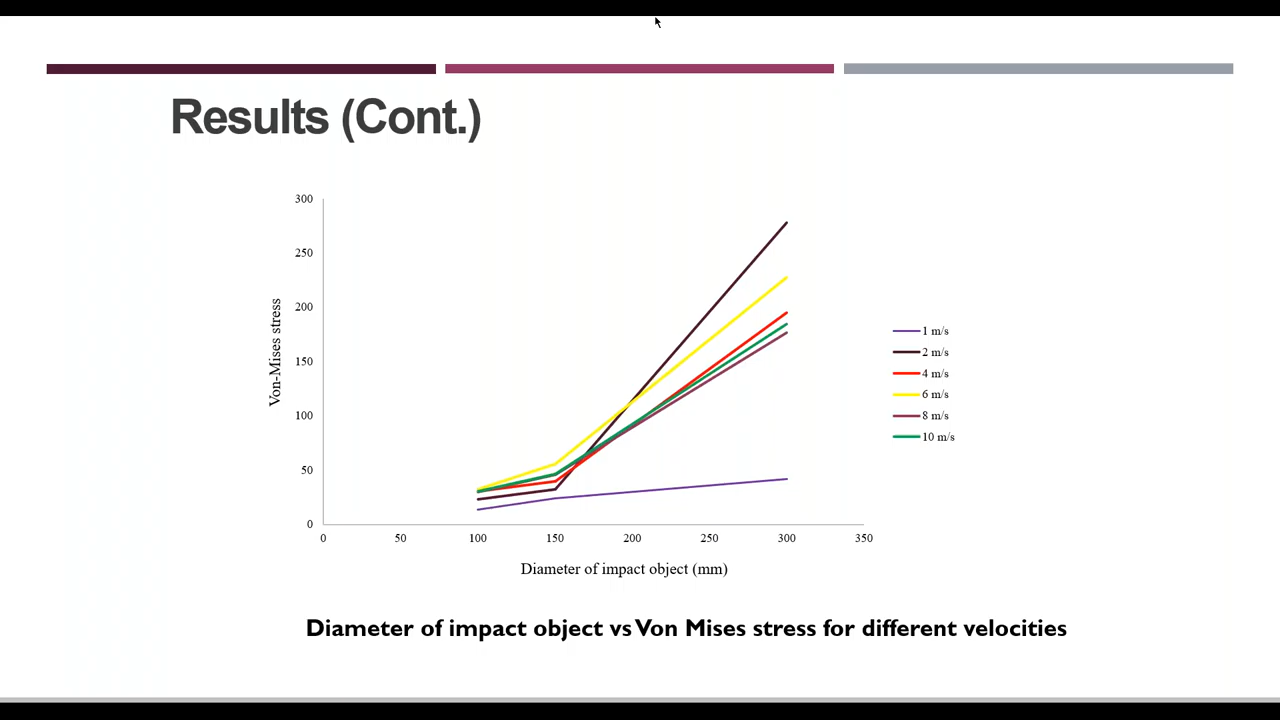 Results (Cont.)
300
250
200
150
100
50
0
Von-Mises stress
0 50 100 150 200 250 300 350
Diameter of impact object (mm)
1 m/s
2 m/s
4 m/s
6 m/s
8 m/s
10 m/s
Diameter of impact object vs Von Mises stress for different velocities